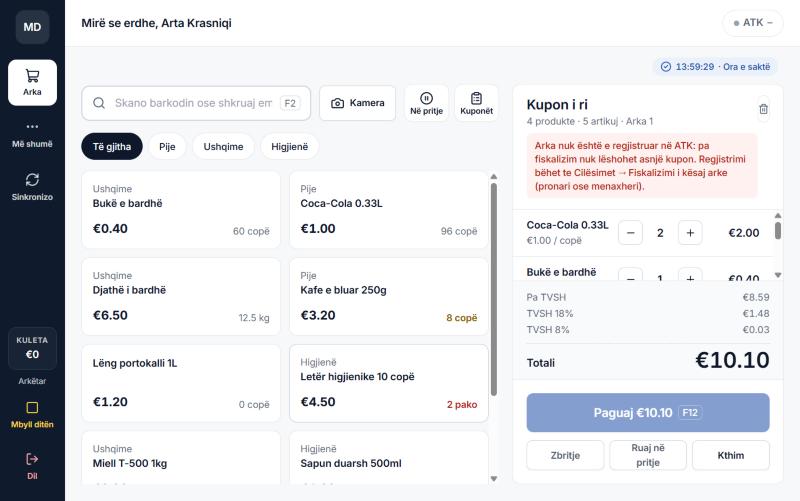 MD
Arka
Më shumë
Sinkronizo
KULETA
€0
Arkëtar
Mbyll ditën
Dil
Mirë se erdhe, Arta Krasniqi
ATK –
13:59:29 · Ora e saktë
Skano barkodin ose shkruaj em
F2
Kamera
Në pritje
Kuponët
Të gjitha
Pije
Ushqime
Higjienë
Ushqime
Bukë e bardhë
€0.40
60 copë
Pije
Coca-Cola 0.33L
€1.00
96 copë
Ushqime
Djathë i bardhë
€6.50
12.5 kg
Pije
Kafe e bluar 250g
€3.20
8 copë
Lëng portokalli 1L
€1.20
0 copë
Higjienë
Letër higjienike 10 copë
€4.50
2 pako
Ushqime
Miell T-500 1kg
Higjienë
Sapun duarsh 500ml
Kupon i ri
4 produkte · 5 artikuj · Arka 1
Arka nuk është e regjistruar në ATK: pa
fiskalizim nuk lëshohet asnjë kupon. Regjistrimi
bëhet te Cilësimet → Fiskalizimi i kësaj arke
(pronari ose menaxheri).
Coca-Cola 0.33L
€1.00 / copë
− 2 + €2.00
Bukë e bardhë
− 1 + €0.40
Pa TVSH €8.59
TVSH 18% €1.48
TVSH 8% €0.03
Totali €10.10
Paguaj €10.10 F12
Zbritje
Ruaj në
pritje
Kthim